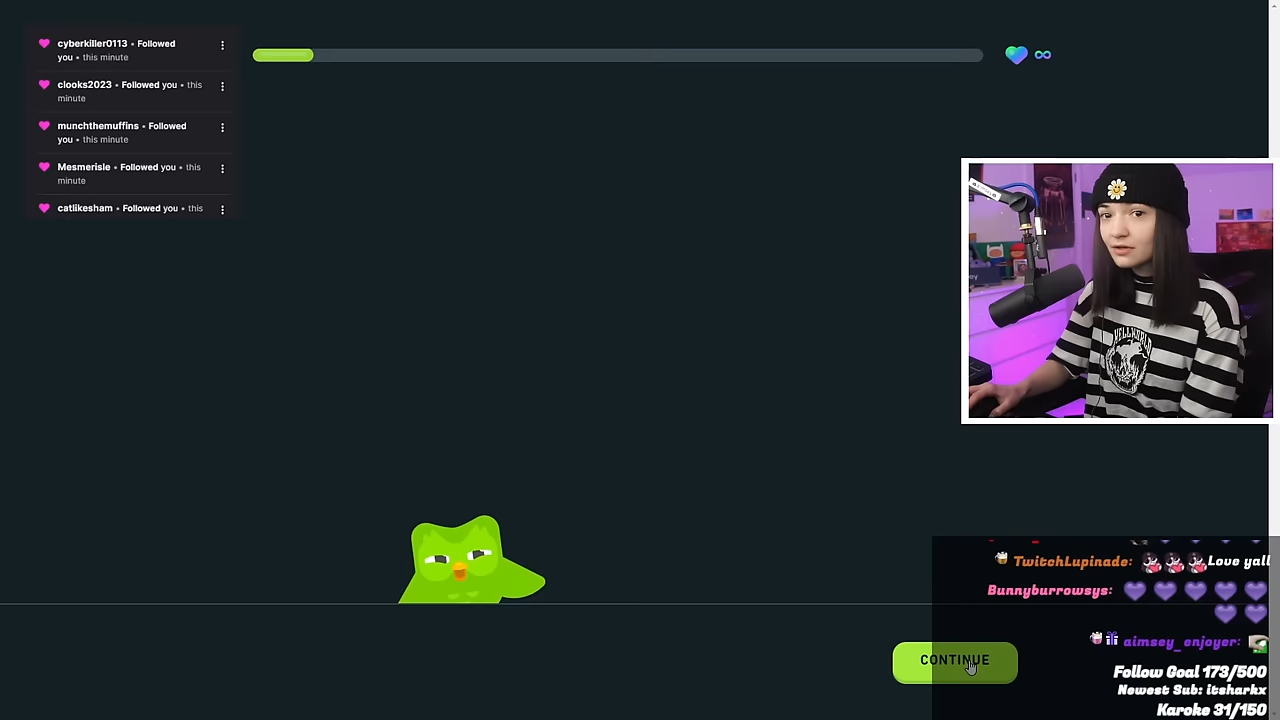 cyberkiller0113 • Followed
you • this minute
clooks2023 • Followed you • this
minute
munchthemuffins • Followed
you • this minute
Mesmerisle • Followed you • this
minute
catlikesham • Followed you • this
CONTINUE
TwitchLupinade: Love yall
Bunnyburrowsys:
aimsey_enjoyer:
Follow Goal 173/500
Newest Sub: itsharkx
Karoke 31/150